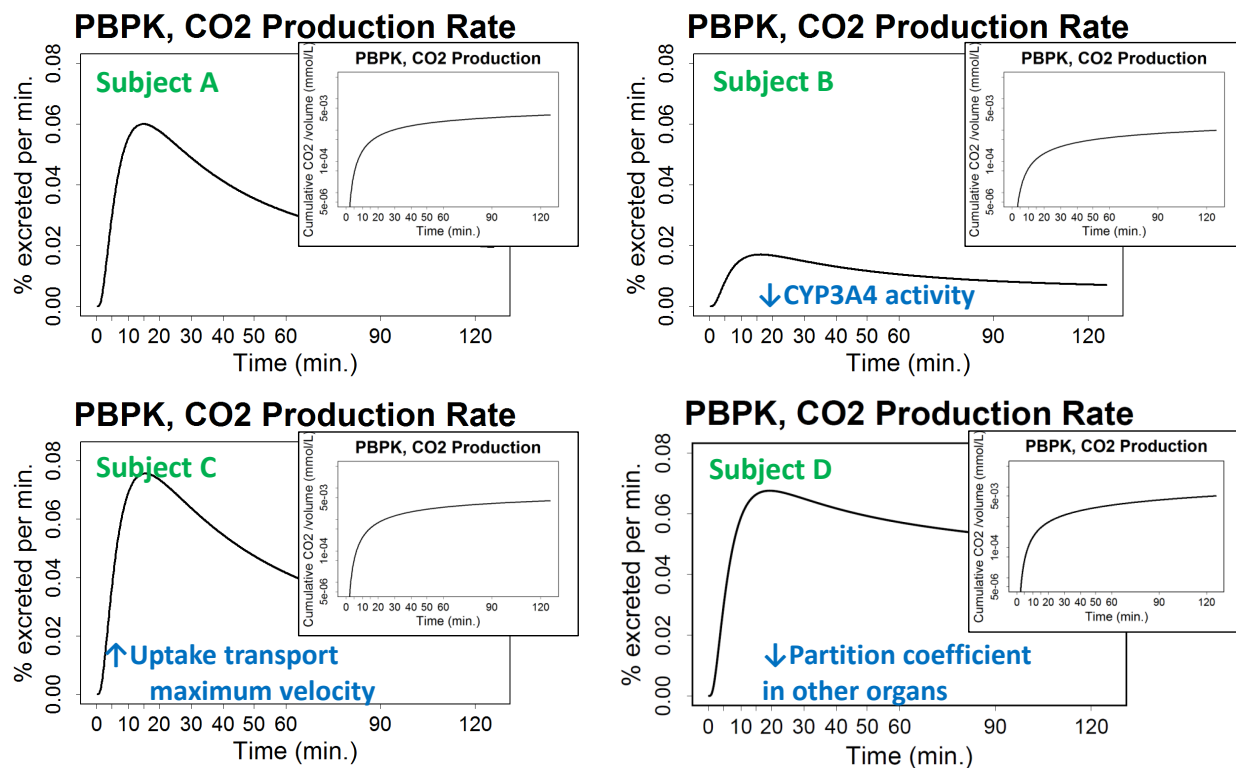 PBPK, CO2 Production Rate
Subject A
% excreted per min.
0.00 0.02 0.04 0.06 0.08
0 10 20 30 40 50 60 90 120
Time (min.)
PBPK, CO2 Production
Cumulative CO2 /volume (mmol/L)
5e-06 1e-04 5e-03
0 10 20 30 40 50 60 90 120
Time (min.)
PBPK, CO2 Production Rate
Subject B
% excreted per min.
0.00 0.02 0.04 0.06 0.08
↓CYP3A4 activity
0 10 20 30 40 50 60 90 120
Time (min.)
PBPK, CO2 Production
Cumulative CO2 /volume (mmol/L)
5e-06 1e-04 5e-03
0 10 20 30 40 50 60 90 120
Time (min.)
PBPK, CO2 Production Rate
Subject C
% excreted per min.
0.00 0.02 0.04 0.06 0.08
↑Uptake transport
maximum velocity
0 10 20 30 40 50 60 90 120
Time (min.)
PBPK, CO2 Production
Cumulative CO2 /volume (mmol/L)
5e-06 1e-04 5e-03
0 10 20 30 40 50 60 90 120
Time (min.)
PBPK, CO2 Production Rate
Subject D
% excreted per min.
0.00 0.02 0.04 0.06 0.08
↓Partition coefficient
in other organs
0 10 20 30 40 50 60 90 120
Time (min.)
PBPK, CO2 Production
Cumulative CO2 /volume (mmol/L)
5e-06 1e-04 5e-03
0 10 20 30 40 50 60 90 120
Time (min.)